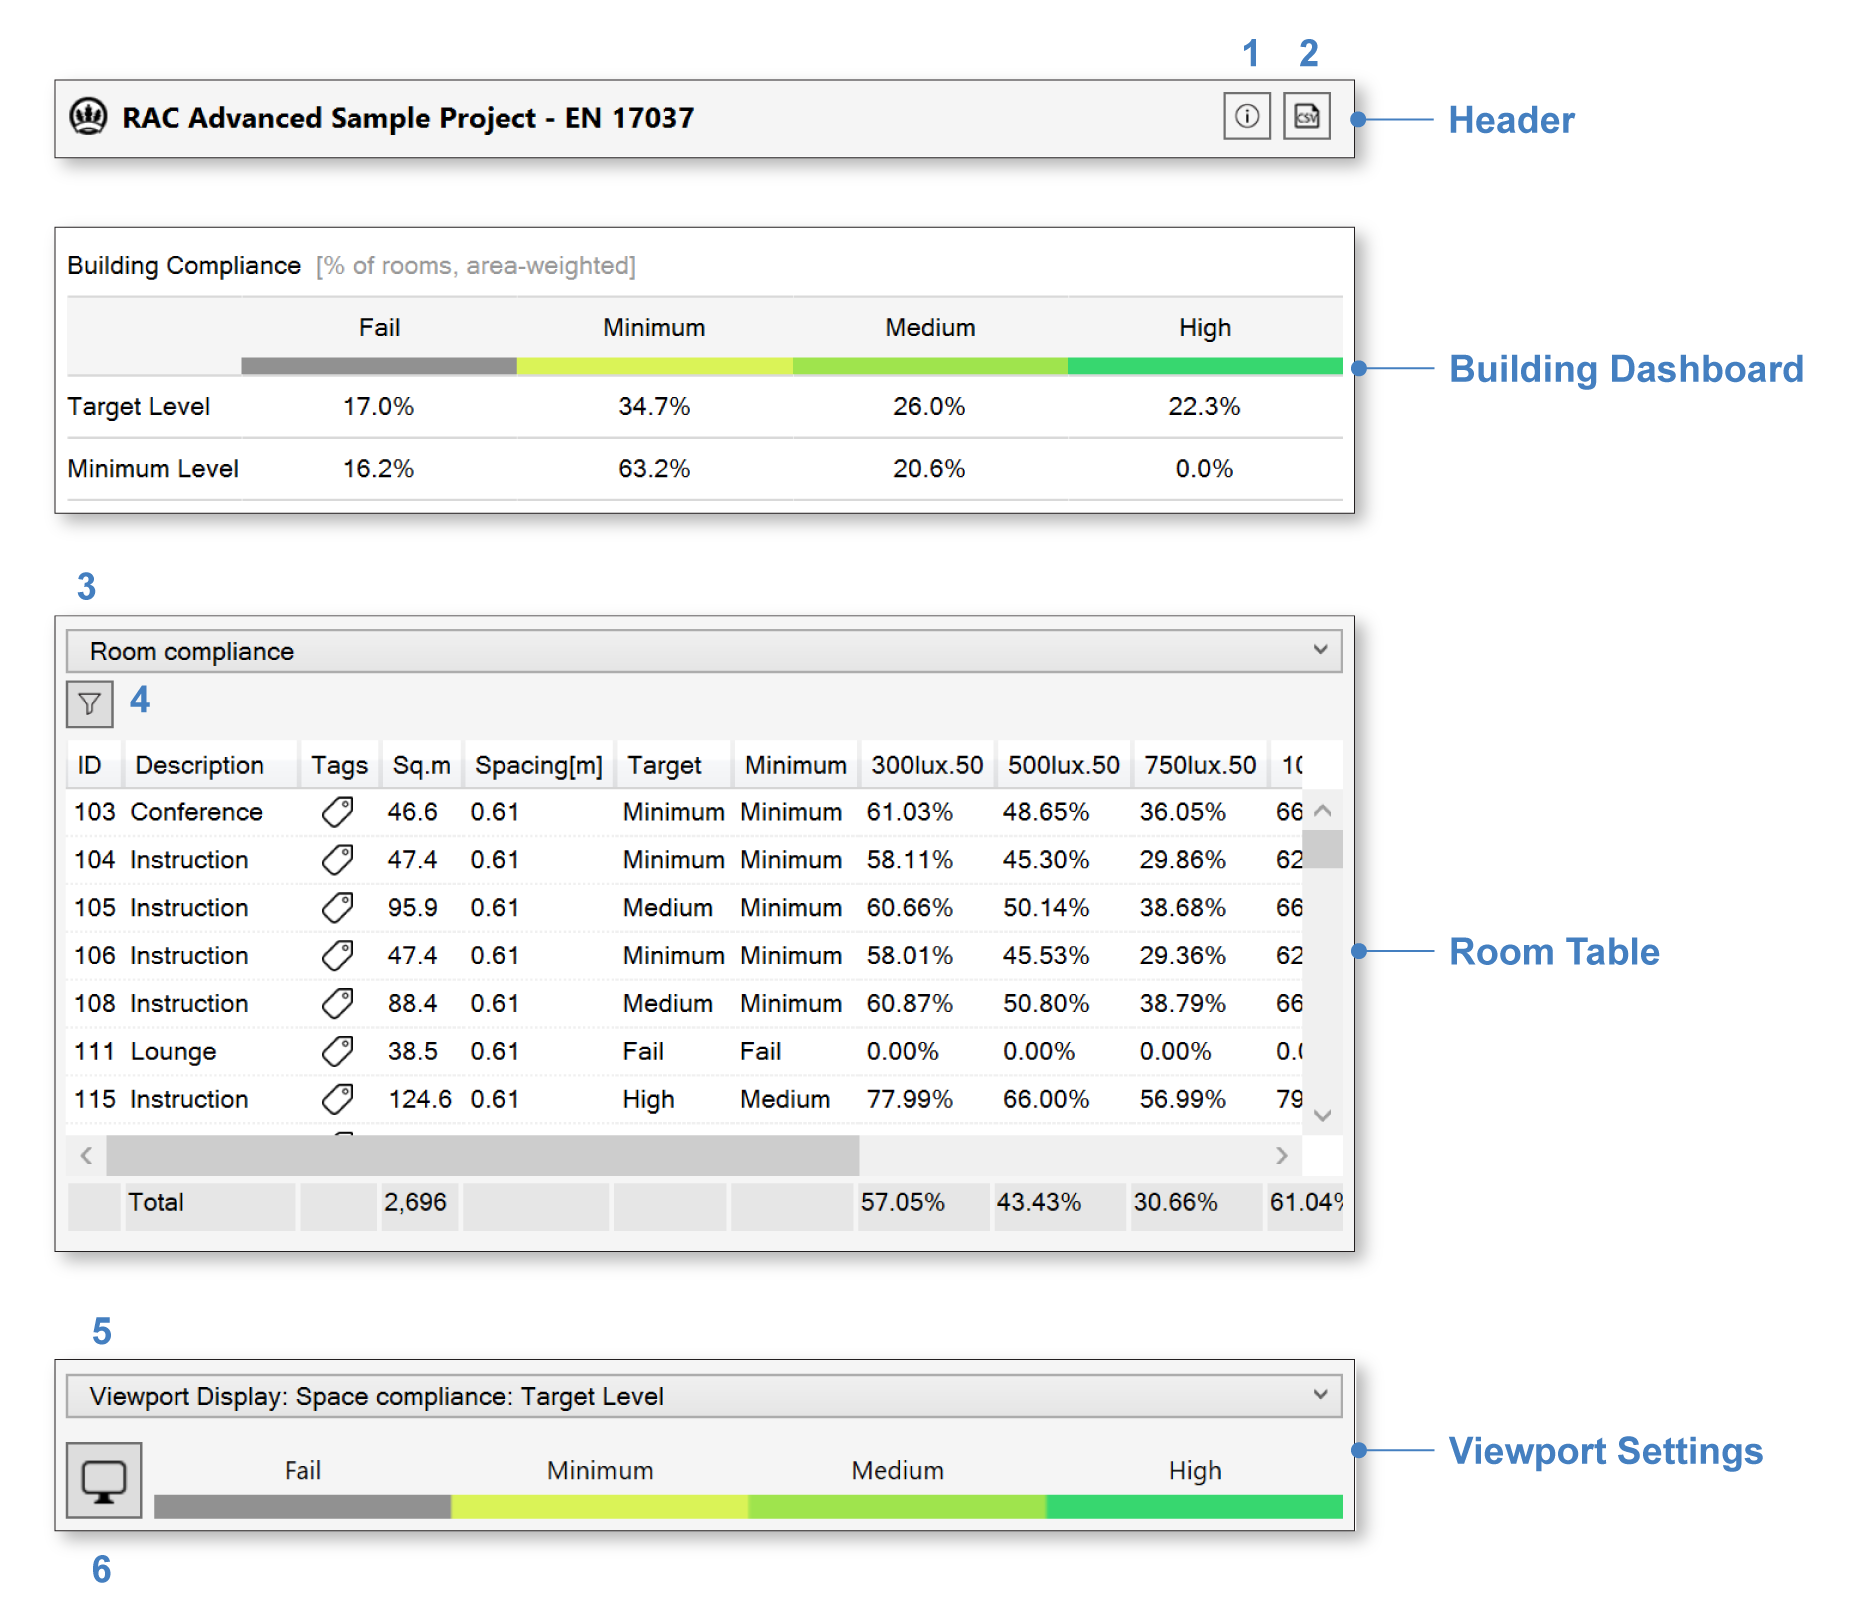 1 2
RAC Advanced Sample Project - EN 17037
CSV
Header
Building Compliance [% of rooms, area-weighted]
Fail Minimum Medium High
Building Dashboard
Target Level 17.0% 34.7% 26.0% 22.3%
Minimum Level 16.2% 63.2% 20.6% 0.0%
3
Room compliance
4
ID Description Tags Sq.m Spacing[m] Target Minimum 300lux.50 500lux.50 750lux.50 10
103 Conference 46.6 0.61 Minimum Minimum 61.03% 48.65% 36.05% 66
104 Instruction 47.4 0.61 Minimum Minimum 58.11% 45.30% 29.86% 62
105 Instruction 95.9 0.61 Medium Minimum 60.66% 50.14% 38.68% 66
106 Instruction 47.4 0.61 Minimum Minimum 58.01% 45.53% 29.36% 62
Room Table
108 Instruction 88.4 0.61 Medium Minimum 60.87% 50.80% 38.79% 66
111 Lounge 38.5 0.61 Fail Fail 0.00% 0.00% 0.00% 0.
115 Instruction 124.6 0.61 High Medium 77.99% 66.00% 56.99% 79
Total 2,696 57.05% 43.43% 30.66% 61.04%
5
Viewport Display: Space compliance: Target Level
Viewport Settings
Fail Minimum Medium High
6